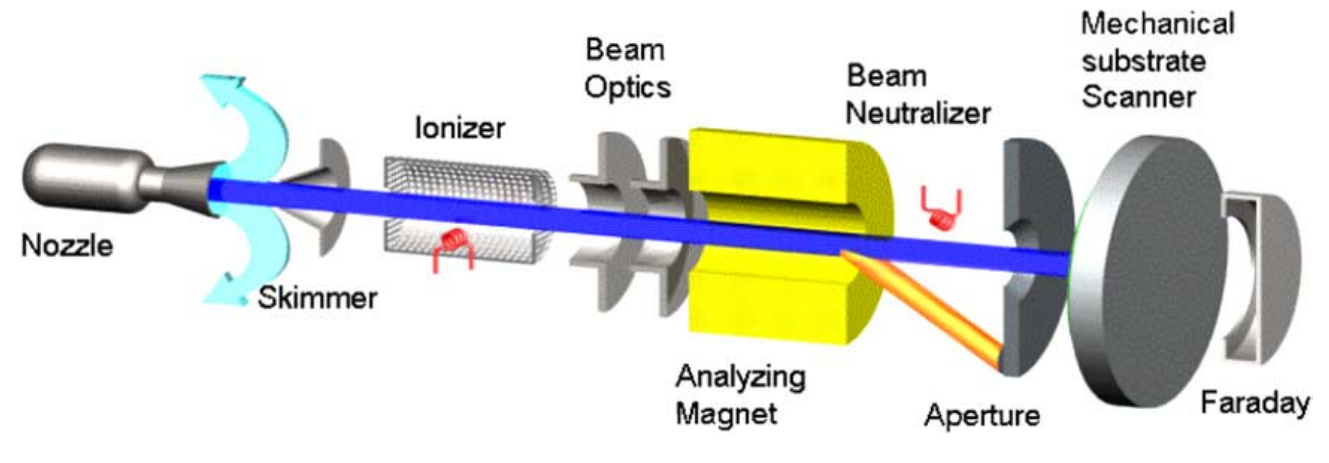 Nozzle
Skimmer
Ionizer
Beam
Optics
Analyzing
Magnet
Beam
Neutralizer
Aperture
Mechanical
substrate
Scanner
Faraday